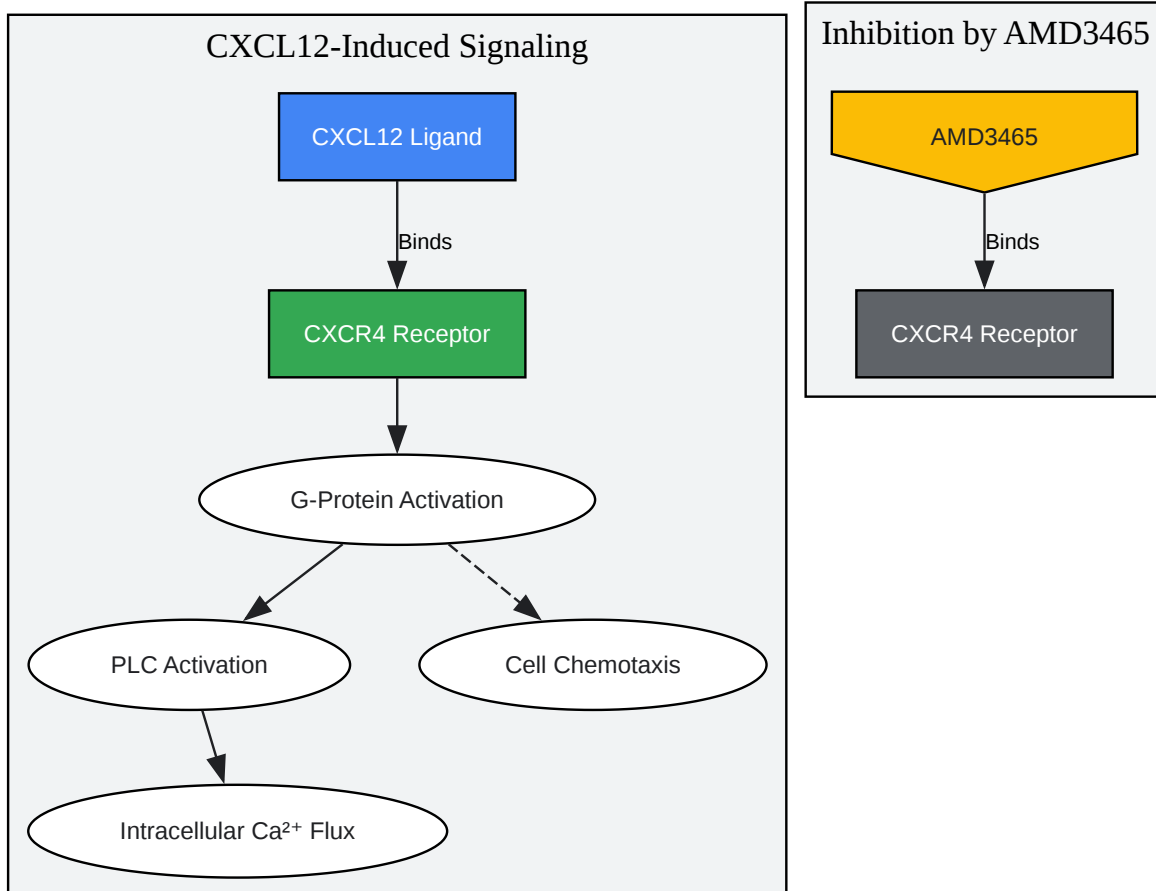 CXCL12-Induced Signaling
CXCL12 Ligand
Binds
CXCR4 Receptor
G-Protein Activation
PLC Activation
Cell Chemotaxis
Intracellular Ca²⁺ Flux
Inhibition by AMD3465
AMD3465
Binds
CXCR4 Receptor